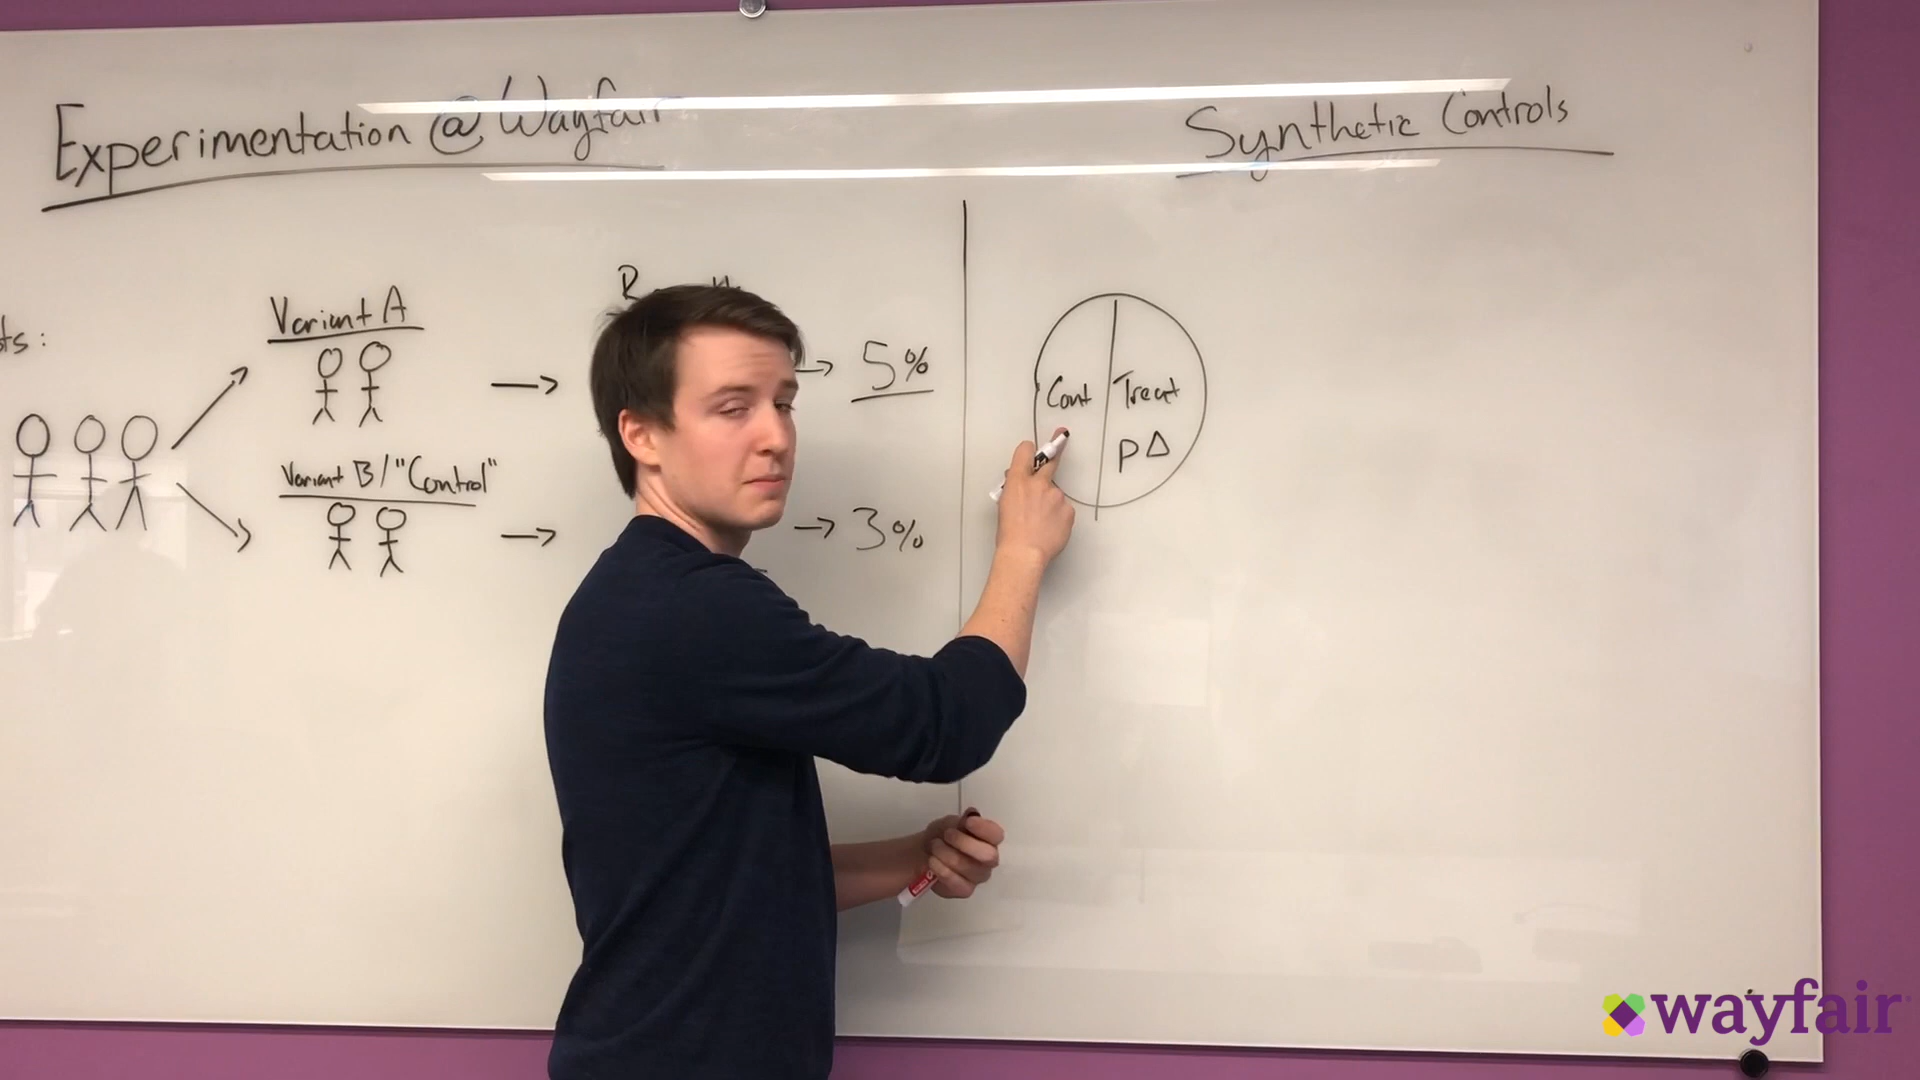 Experimentation @ Wayfair
Synthetic Controls
Variant A
5%
Cont
Treat
P Δ
Variant B/"Control"
3%
wayfair